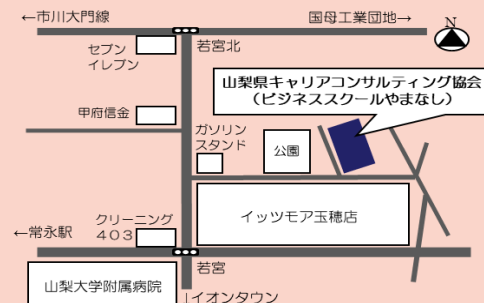 ←市川大門線
国母工業団地→
N
セブン
イレブン
若宮北
山梨県キャリアコンサルティング協会
（ビジネススクールやまなし）
甲府信金
ガソリン
スタンド
公園
イッツモア玉穂店
クリーニング
４０３
←常永駅
若宮
山梨大学附属病院
↓イオンタウン